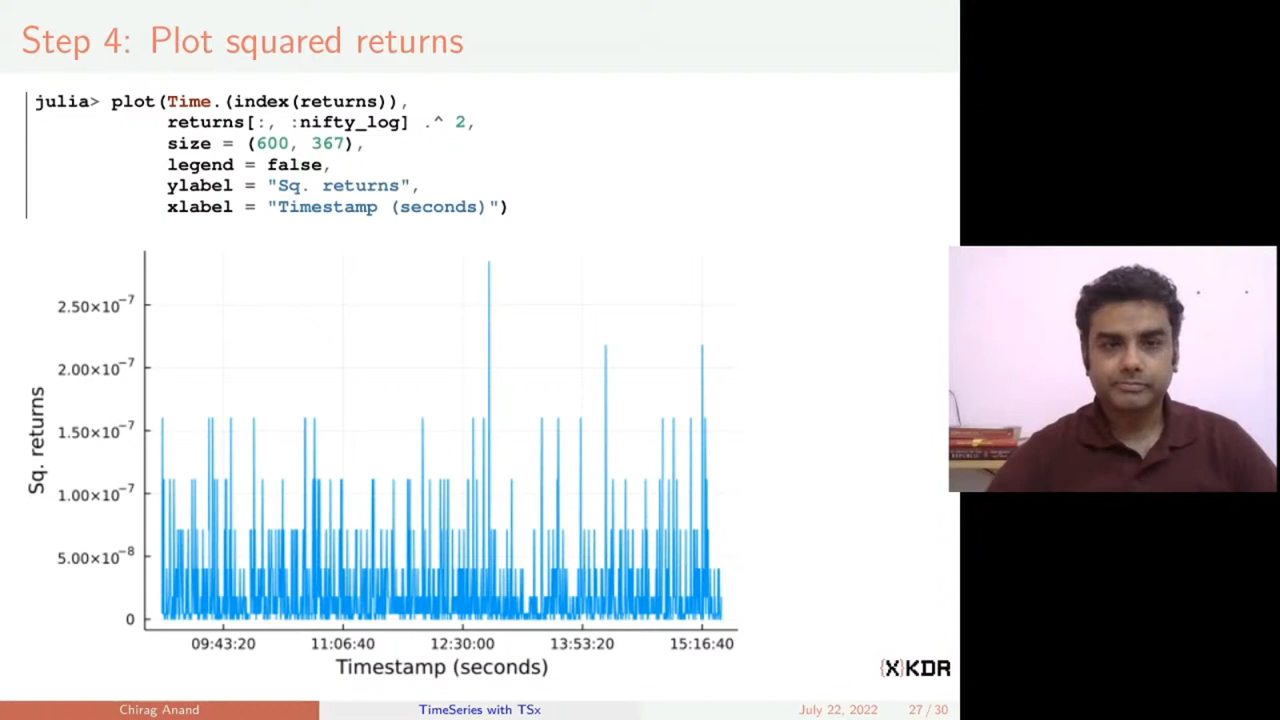 Step 4: Plot squared returns
julia> plot(Time.(index(returns)),
returns[:, :nifty_log] .^ 2,
size = (600, 367),
legend = false,
ylabel = "Sq. returns",
xlabel = "Timestamp (seconds)")
2.50×10⁻⁷
2.00×10⁻⁷
1.50×10⁻⁷
1.00×10⁻⁷
5.00×10⁻⁸
0
Sq. returns
09:43:20 11:06:40 12:30:00 13:53:20 15:16:40
Timestamp (seconds)
{X}KDR
Chirag Anand TimeSeries with TSx July 22, 2022 27 / 30
REPUBLIC